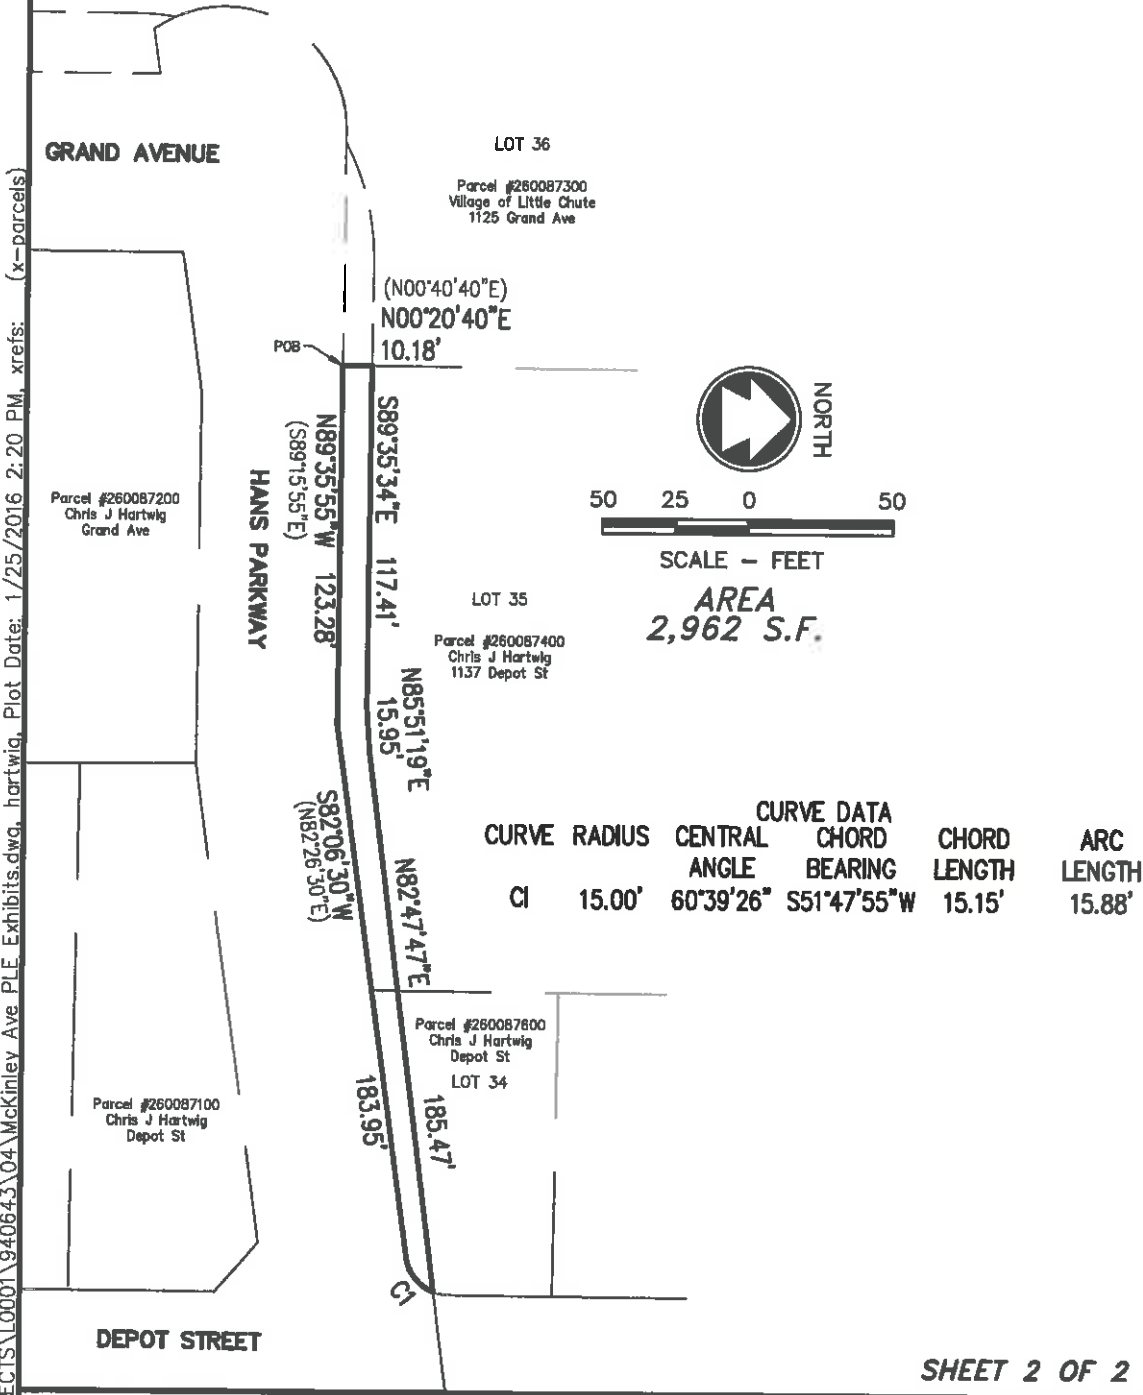 GRAND AVENUE
LOT 36
Parcel #260087300
Village of Little Chute
1125 Grand Ave
(N00°40'40"E)
N00°20'40"E
10.18'
POB
S89°35'34"E 117.41'
N89°35'55"W 123.28'
(S89°15'55"E)
HANS PARKWAY
Parcel #260087200
Chris J Hartwig
Grand Ave
NORTH
50 25 0 50
SCALE - FEET
AREA
2,962 S.F.
LOT 35
Parcel #260087400
Chris J Hartwig
1137 Depot St
N85°51'19"E
15.95'
S82°06'30"W
(N82°26'30"E)
N82°47'47"E
CURVE DATA
CURVE RADIUS CENTRAL CHORD CHORD ARC
ANGLE BEARING LENGTH LENGTH
C1 15.00' 60°39'26" S51°47'55"W 15.15' 15.88'
Parcel #260087600
Chris J Hartwig
Depot St
LOT 34
183.95'
185.47'
Parcel #260087100
Chris J Hartwig
Depot St
C1
DEPOT STREET
SHEET 2 OF 2
ECTS\L0001\940643\04\McKinley Ave PLE Exhibits.dwg, hartwig, Plot Date: 1/25/2016 2:20 PM, xrefs: (x-parcels)